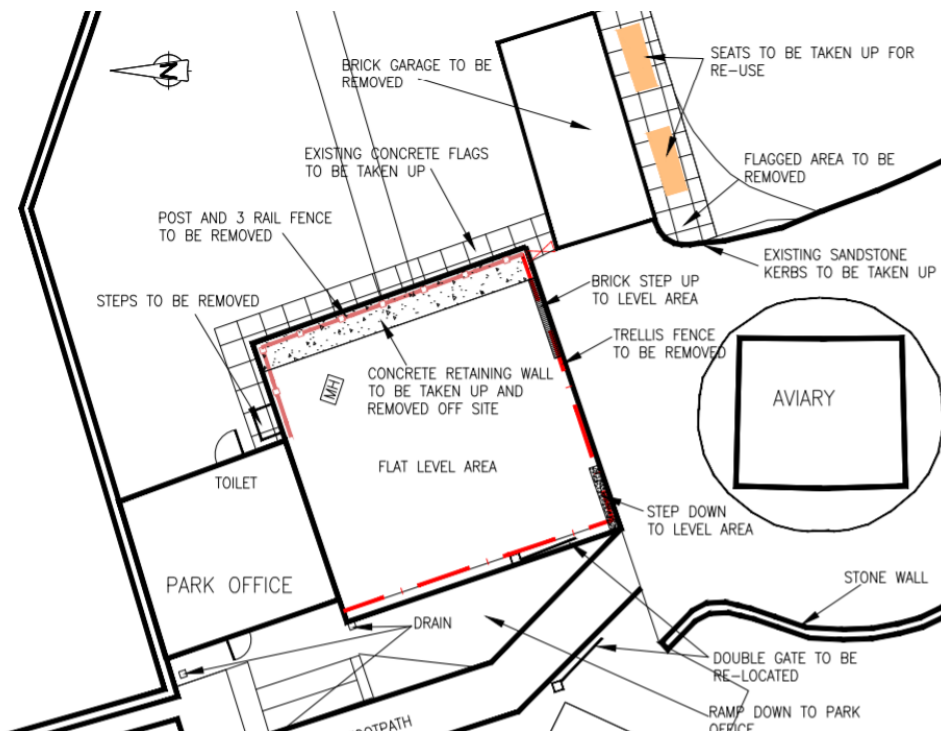 N
BRICK GARAGE TO BE
REMOVED
SEATS TO BE TAKEN UP FOR
RE-USE
EXISTING CONCRETE FLAGS
TO BE TAKEN UP
FLAGGED AREA TO BE
REMOVED
POST AND 3 RAIL FENCE
TO BE REMOVED
EXISTING SANDSTONE
KERBS TO BE TAKEN UP
BRICK STEP UP
TO LEVEL AREA
STEPS TO BE REMOVED
TRELLIS FENCE
TO BE REMOVED
CONCRETE RETAINING WALL
TO BE TAKEN UP AND
REMOVED OFF SITE
MH
AVIARY
FLAT LEVEL AREA
TOILET
STEP DOWN
TO LEVEL AREA
PARK OFFICE
STONE WALL
DRAIN
DOUBLE GATE TO BE
RE-LOCATED
RAMP DOWN TO PARK
OFFICE
OTPATH